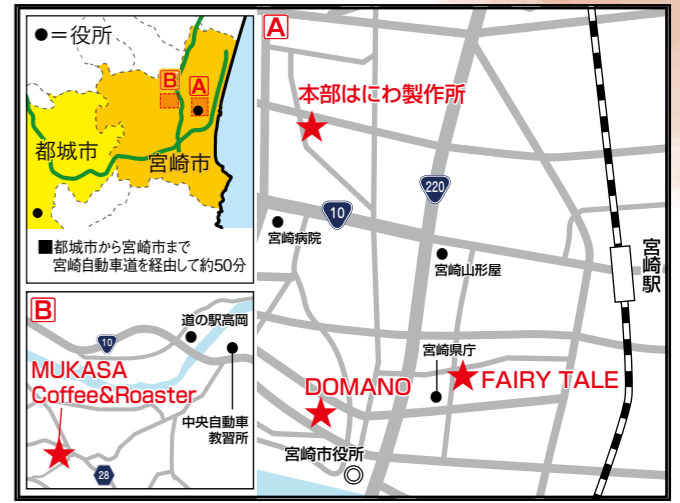 ●=役所
B
A
都城市
宮崎市
■都城市から宮崎市まで
宮崎自動車道を経由して約50分
B
10
道の駅高岡
MUKASA
Coffee&Roaster
中央自動車
教習所
28
A
本部はにわ製作所
220
10
宮崎病院
宮崎山形屋
宮崎駅
宮崎県庁
FAIRY TALE
DOMANO
宮崎市役所